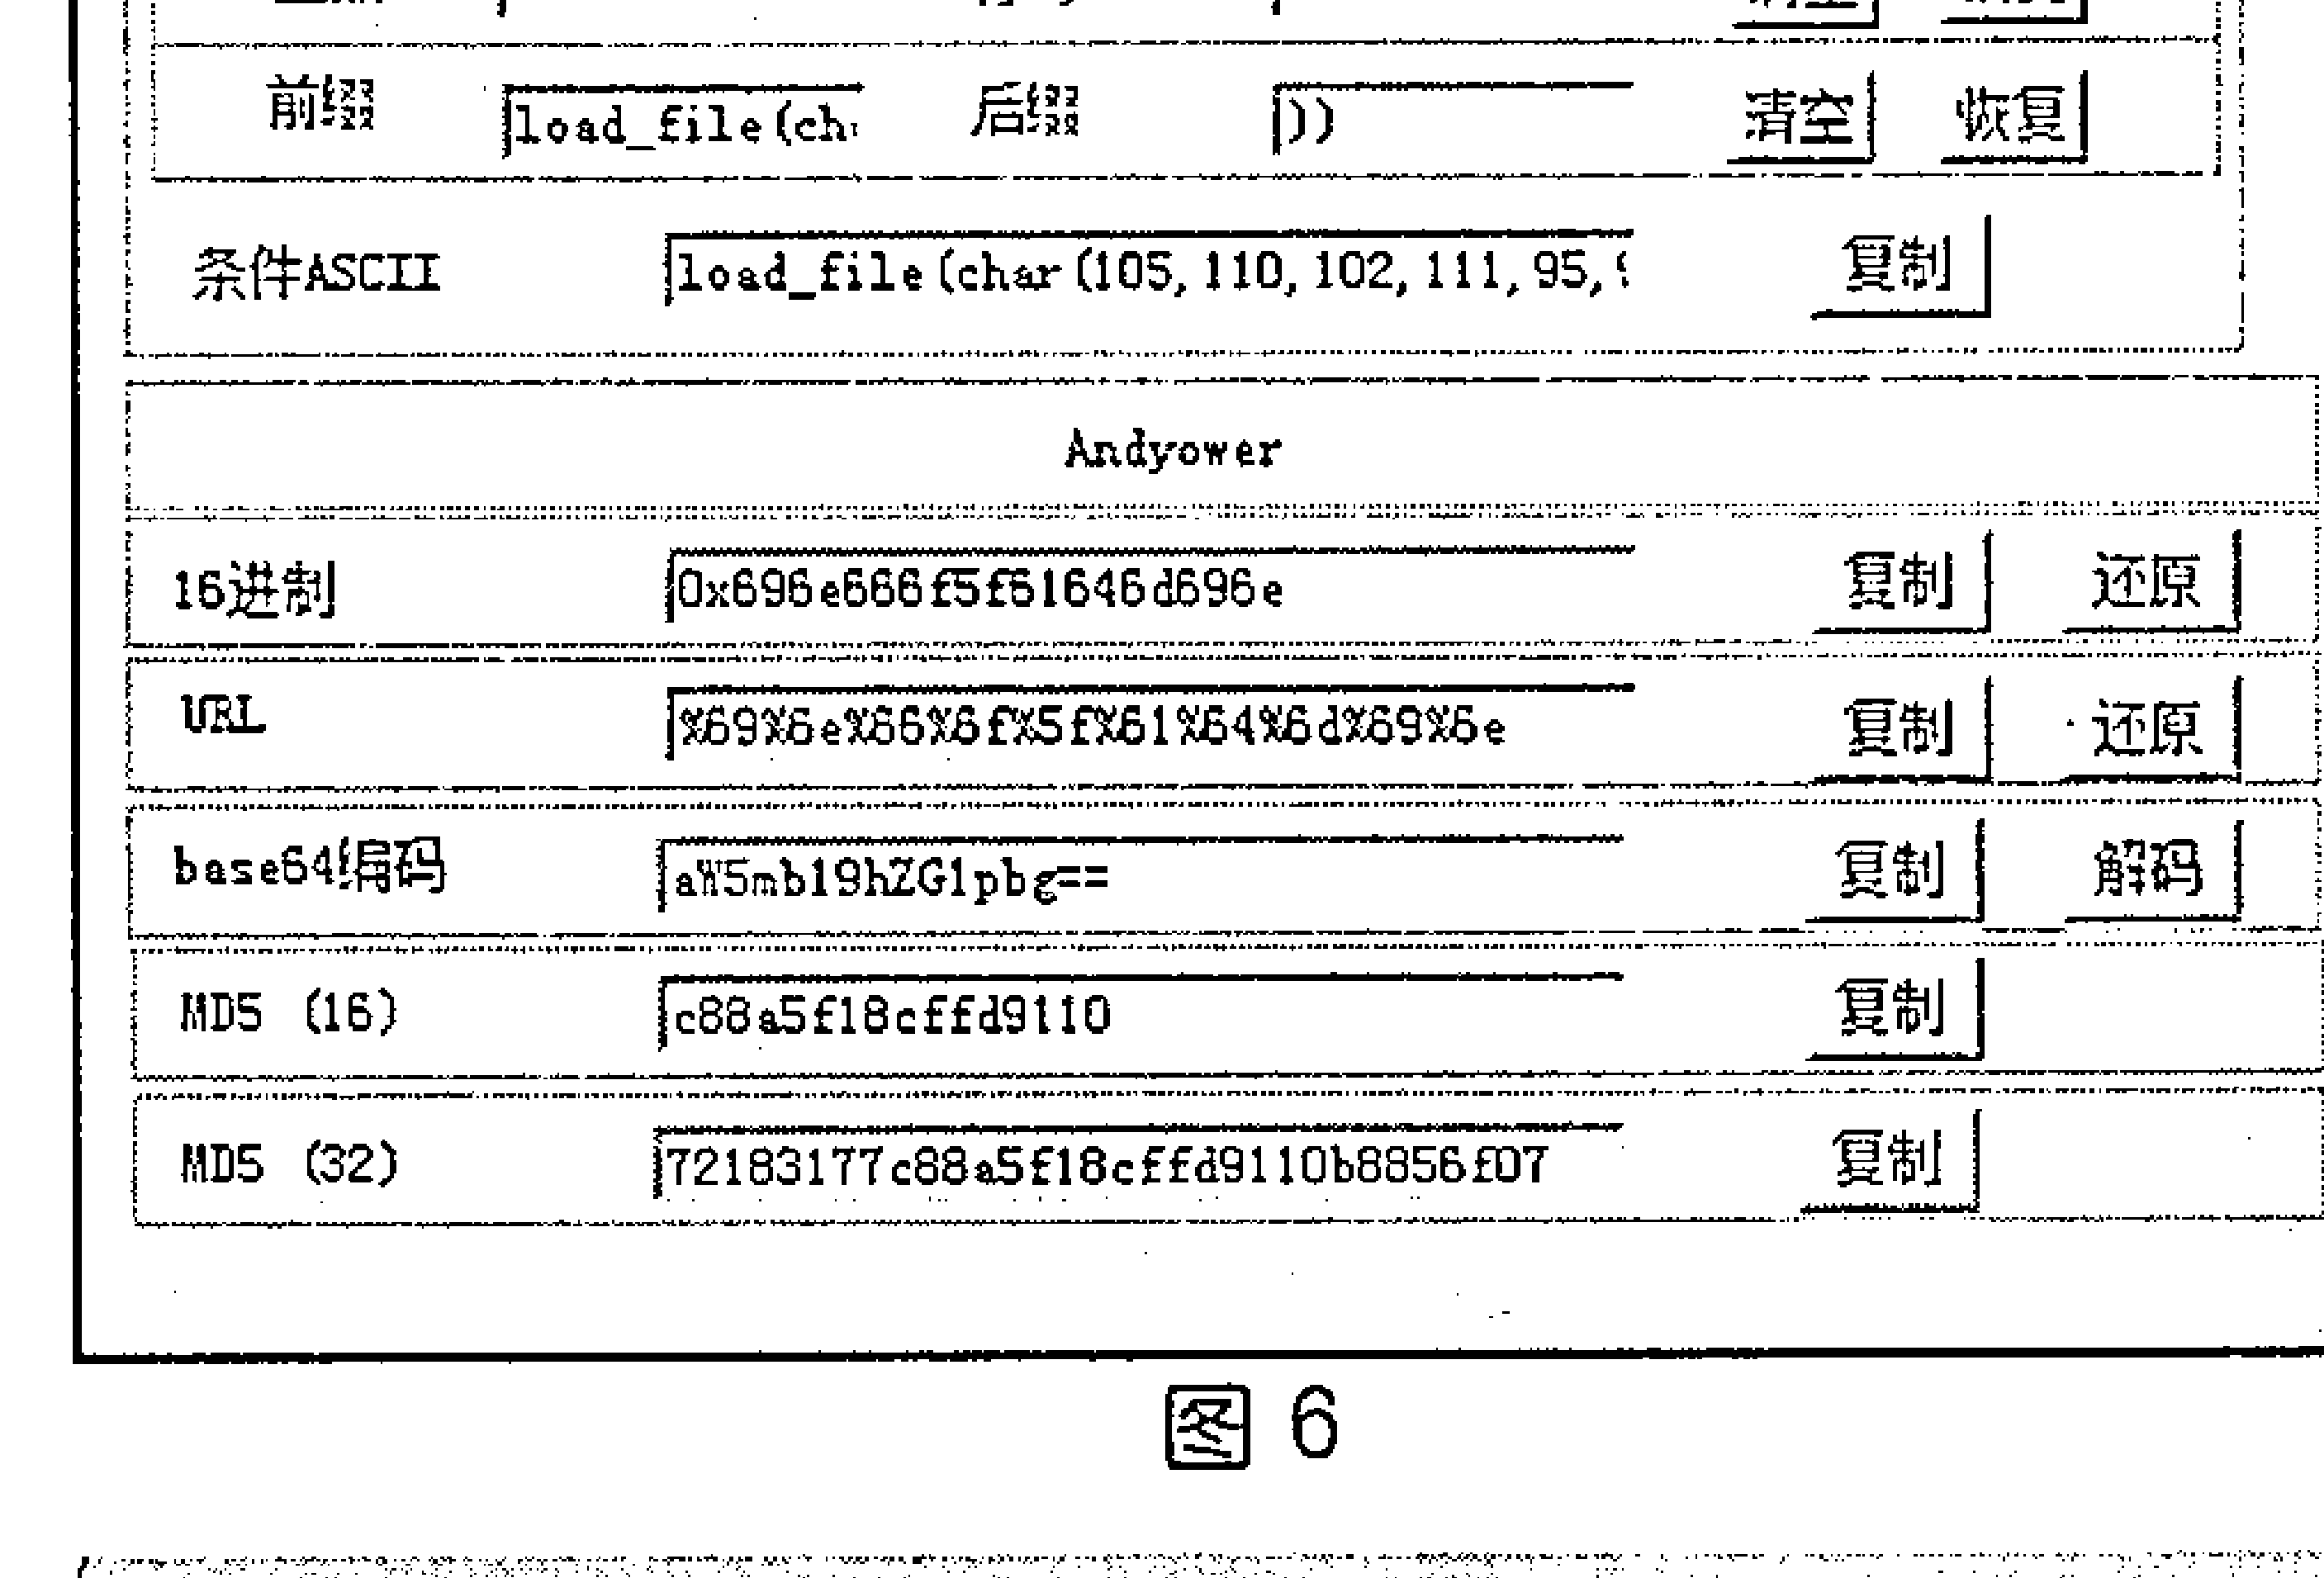 前缀 load_file(ch 后缀 )) 清空 恢复
条件ASCII load_file(char(105,110,102,111,95, 复制
Andyower
16进制 0x696e666f5f61646d696e 复制 还原
URL %69%6e%66%6f%5f%61%64%6d%69%6e 复制 还原
base64编码 aW5mb19hZG1pbg== 复制 解码
MD5 (16) c88a5f18cffd9110 复制
MD5 (32) 72183177c88a5f18cffd9110b8856f07 复制
图 6